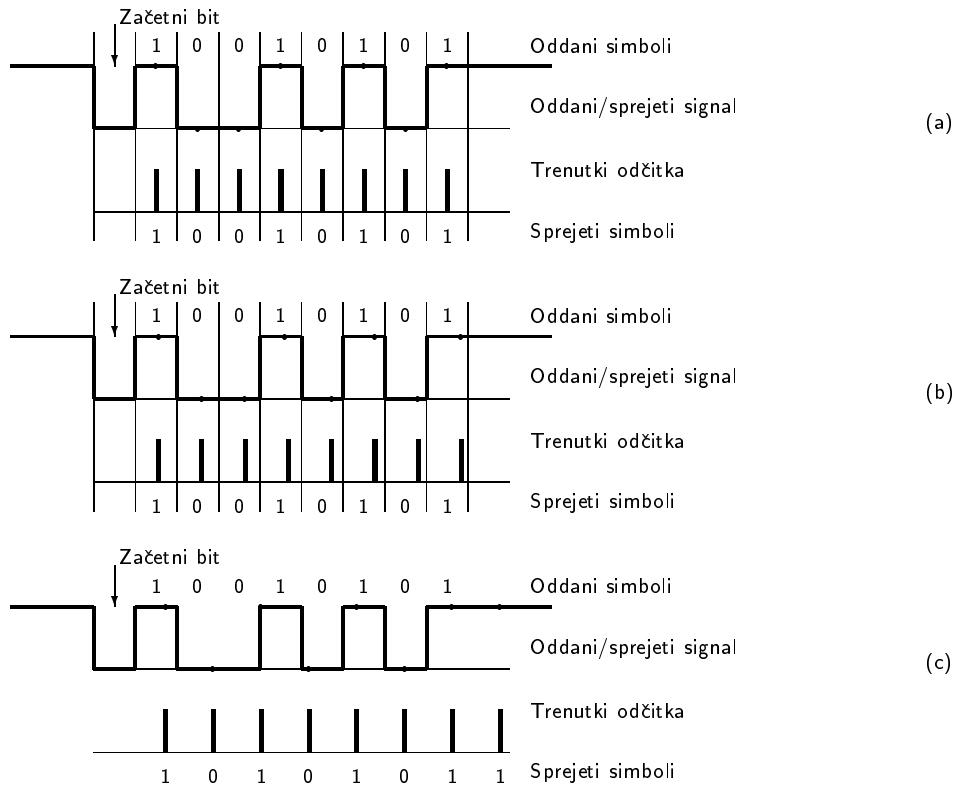 Začetni bit
1 0 0 1 0 1 0 1 Oddani simboli
Oddani/sprejeti signal
(a)
Trenutki odčitka
1 0 0 1 0 1 0 1 Sprejeti simboli
Začetni bit
1 0 0 1 0 1 0 1 Oddani simboli
Oddani/sprejeti signal
(b)
Trenutki odčitka
1 0 0 1 0 1 0 1 Sprejeti simboli
Začetni bit
1 0 0 1 0 1 0 1 Oddani simboli
Oddani/sprejeti signal
(c)
Trenutki odčitka
1 0 1 0 1 0 1 1 Sprejeti simboli